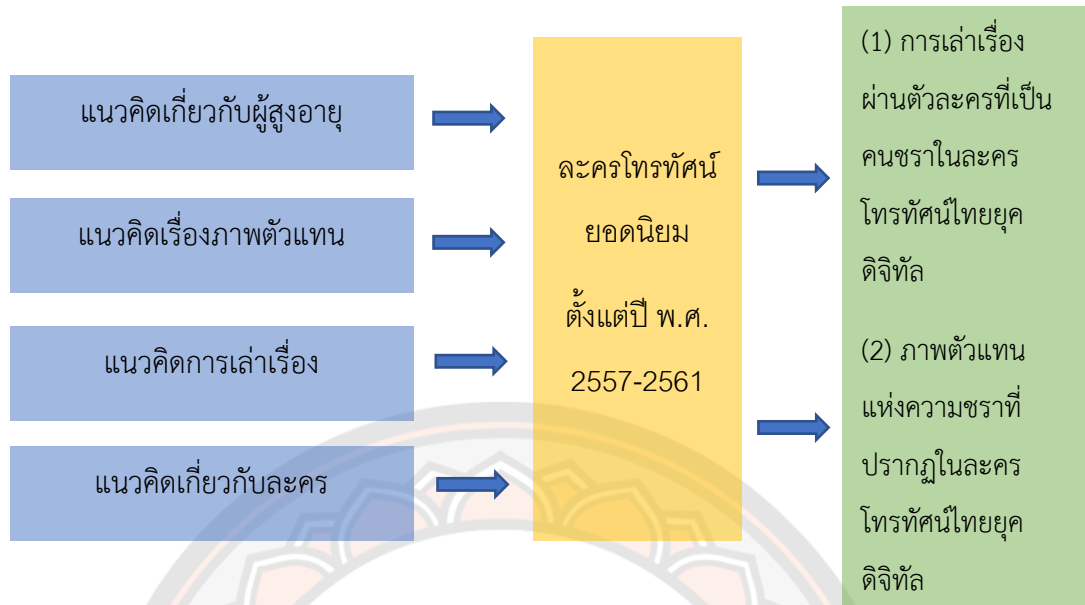 แนวคิดเกี่ยวกับผู้สูงอายุ
แนวคิดเรื่องภาพตัวแทน
แนวคิดการเล่าเรื่อง
แนวคิดเกี่ยวกับละคร
ละครโทรทัศน์
ยอดนิยม
ตั้งแต่ปี พ.ศ.
2557-2561
(1) การเล่าเรื่อง
ผ่านตัวละครที่เป็น
คนชราในละคร
โทรทัศน์ไทยยุค
ดิจิทัล
(2) ภาพตัวแทน
แห่งความชราที่
ปรากฏในละคร
โทรทัศน์ไทยยุค
ดิจิทัล